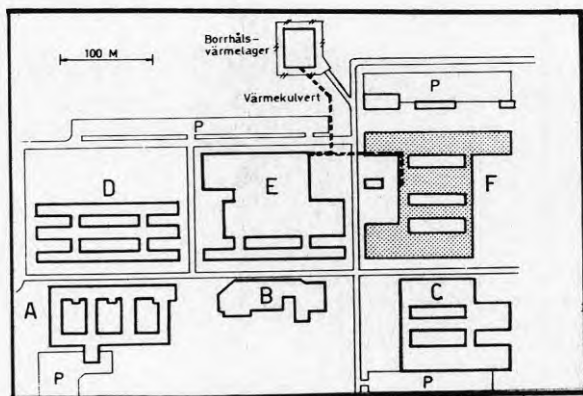 Borrhåls-
värmelager
100 M
Värmekulvert
P
P
D
E
F
A
B
C
P
P